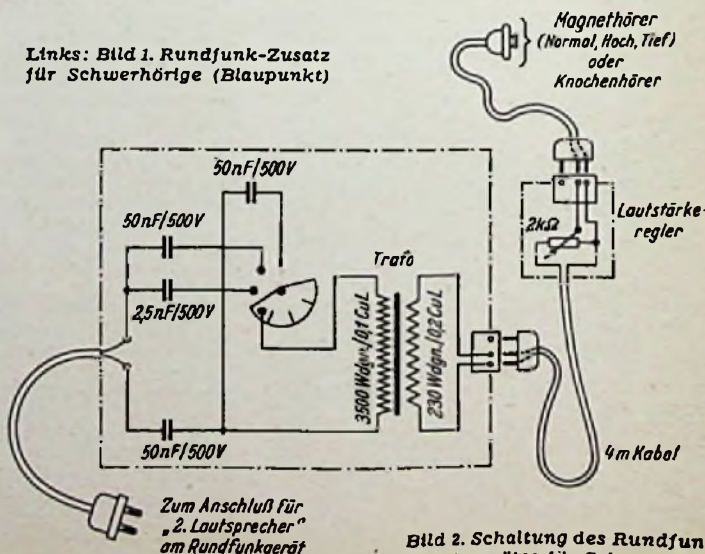 Links: Bild 1. Rundfunk-Zusatz
für Schwerhörige (Blaupunkt)
Magnethörer
(Normal, Hoch, Tief)
oder
Knochenhörer
50nF/500V
50nF/500V
2,5nF/500V
50nF/500V
Trafo
3500 Wdgn./0,1 CuL
230 Wdgn./0,2 CuL
2kΩ
Lautstärke-
regler
4m Kabel
Zum Anschluß für
„2. Lautsprecher"
am Rundfunkgerät
Bild 2. Schaltung des Rundfun